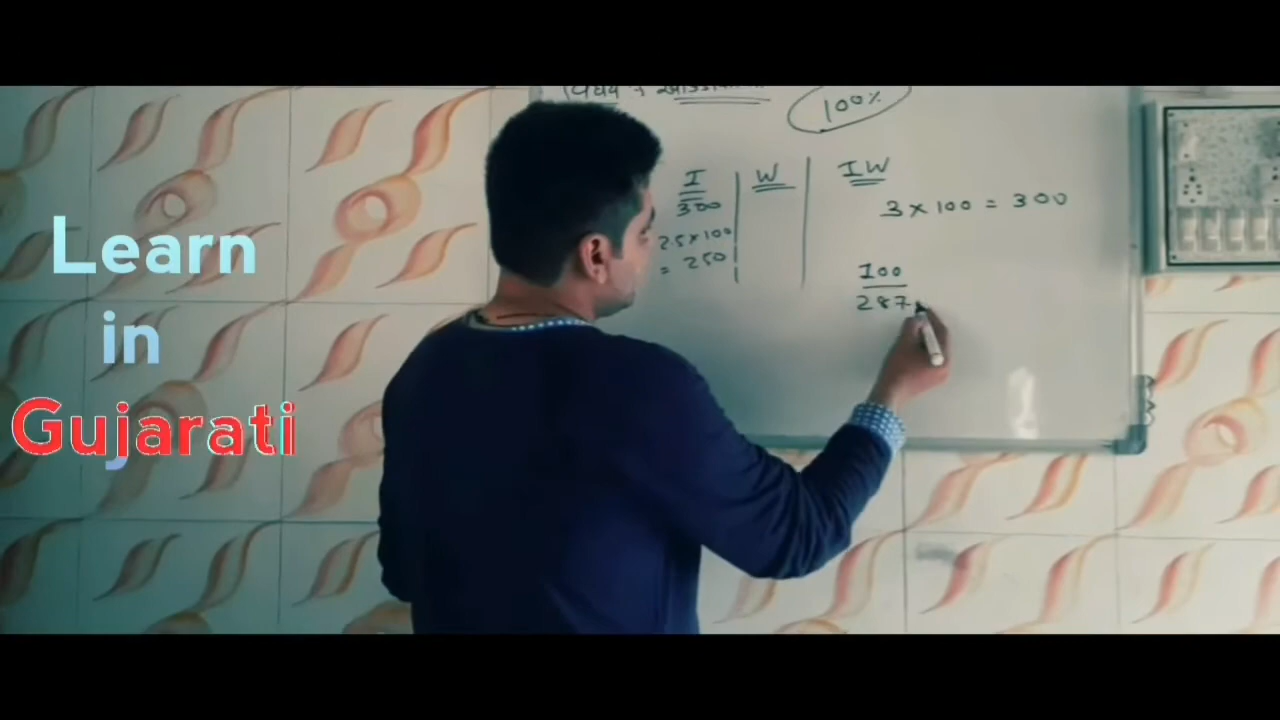 Learn
in
Gujarati
100%
I
W
IW
300
25×100
= 250
3 × 100 = 300
100
287